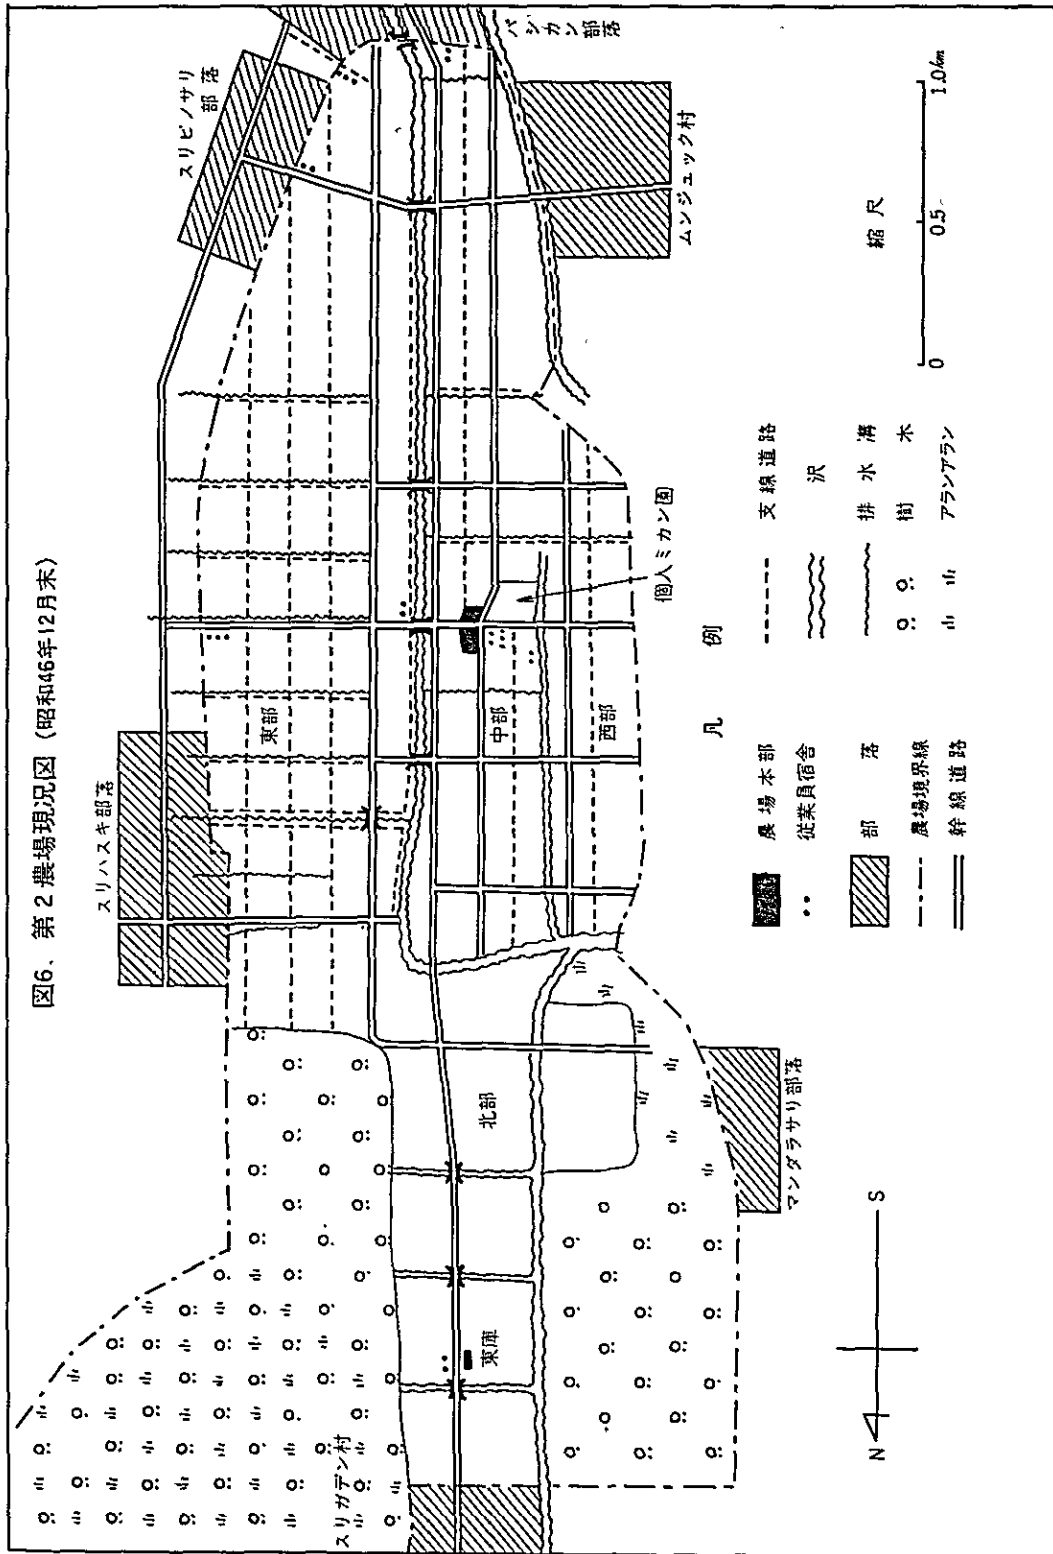 図6. 第2農場現況図 (昭和46年12月末)
スリハスキ部落
スリピノサリ
部落
パシカン部落
ムンジュック村
マンダラサリ部落
スリガデン村
東部
中部
西部
北部
東庫
個人ミカン園
凡例
農場本部
従業員宿舎
部落
農場境界線
幹線道路
支線道路
沢
排水溝
樹木
アランアラン
縮尺
0 0.5 1.0km
N S